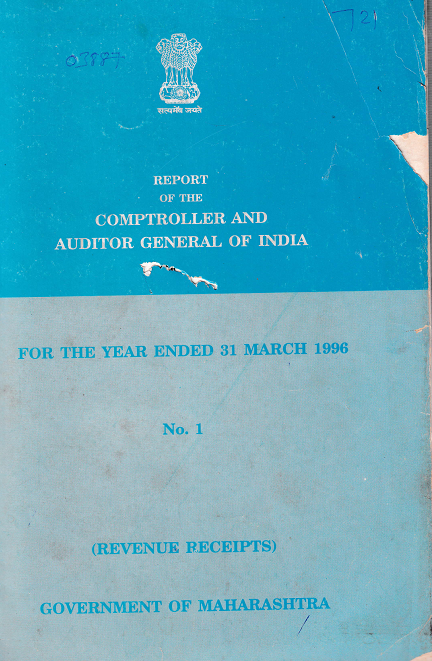 03887
721
सत्यमेव जयते
REPORT
OF THE
COMPTROLLER AND
AUDITOR GENERAL OF INDIA
FOR THE YEAR ENDED 31 MARCH 1996
No. 1
(REVENUE RECEIPTS)
GOVERNMENT OF MAHARASHTRA